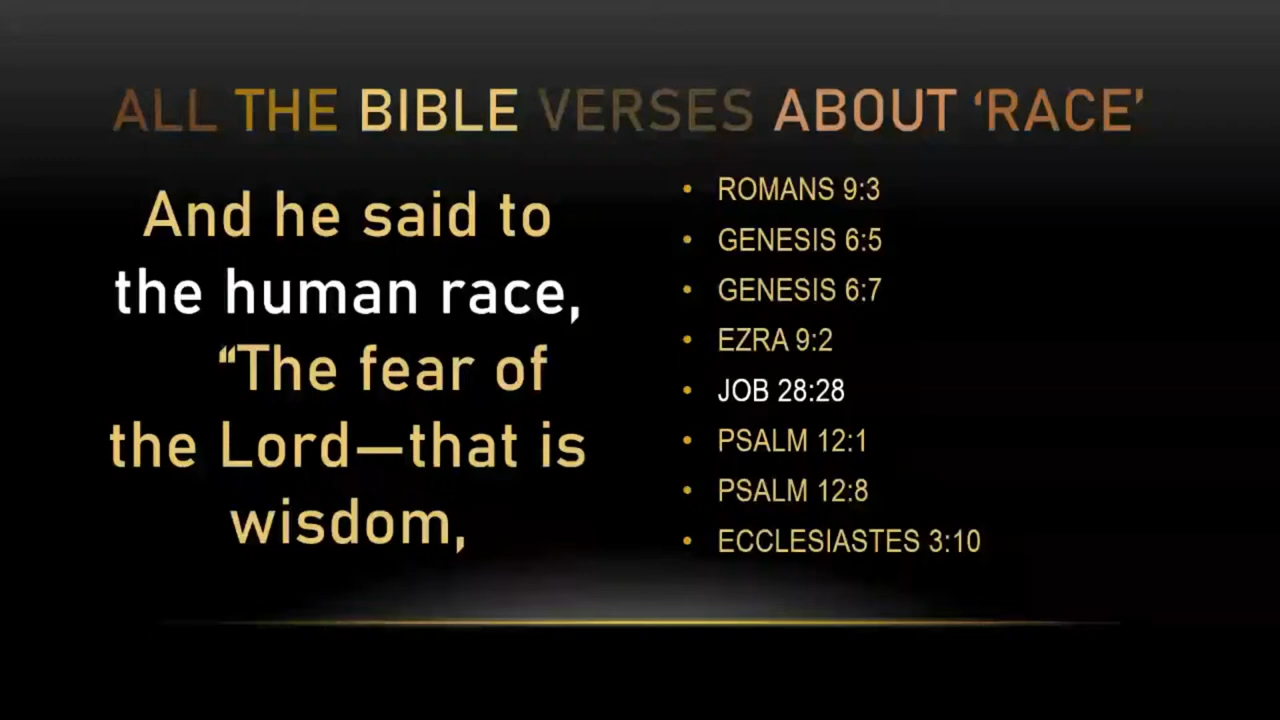 ALL THE BIBLE VERSES ABOUT ‘RACE’
And he said to
the human race,
“The fear of
the Lord—that is
wisdom,
• ROMANS 9:3
• GENESIS 6:5
• GENESIS 6:7
• EZRA 9:2
• JOB 28:28
• PSALM 12:1
• PSALM 12:8
• ECCLESIASTES 3:10